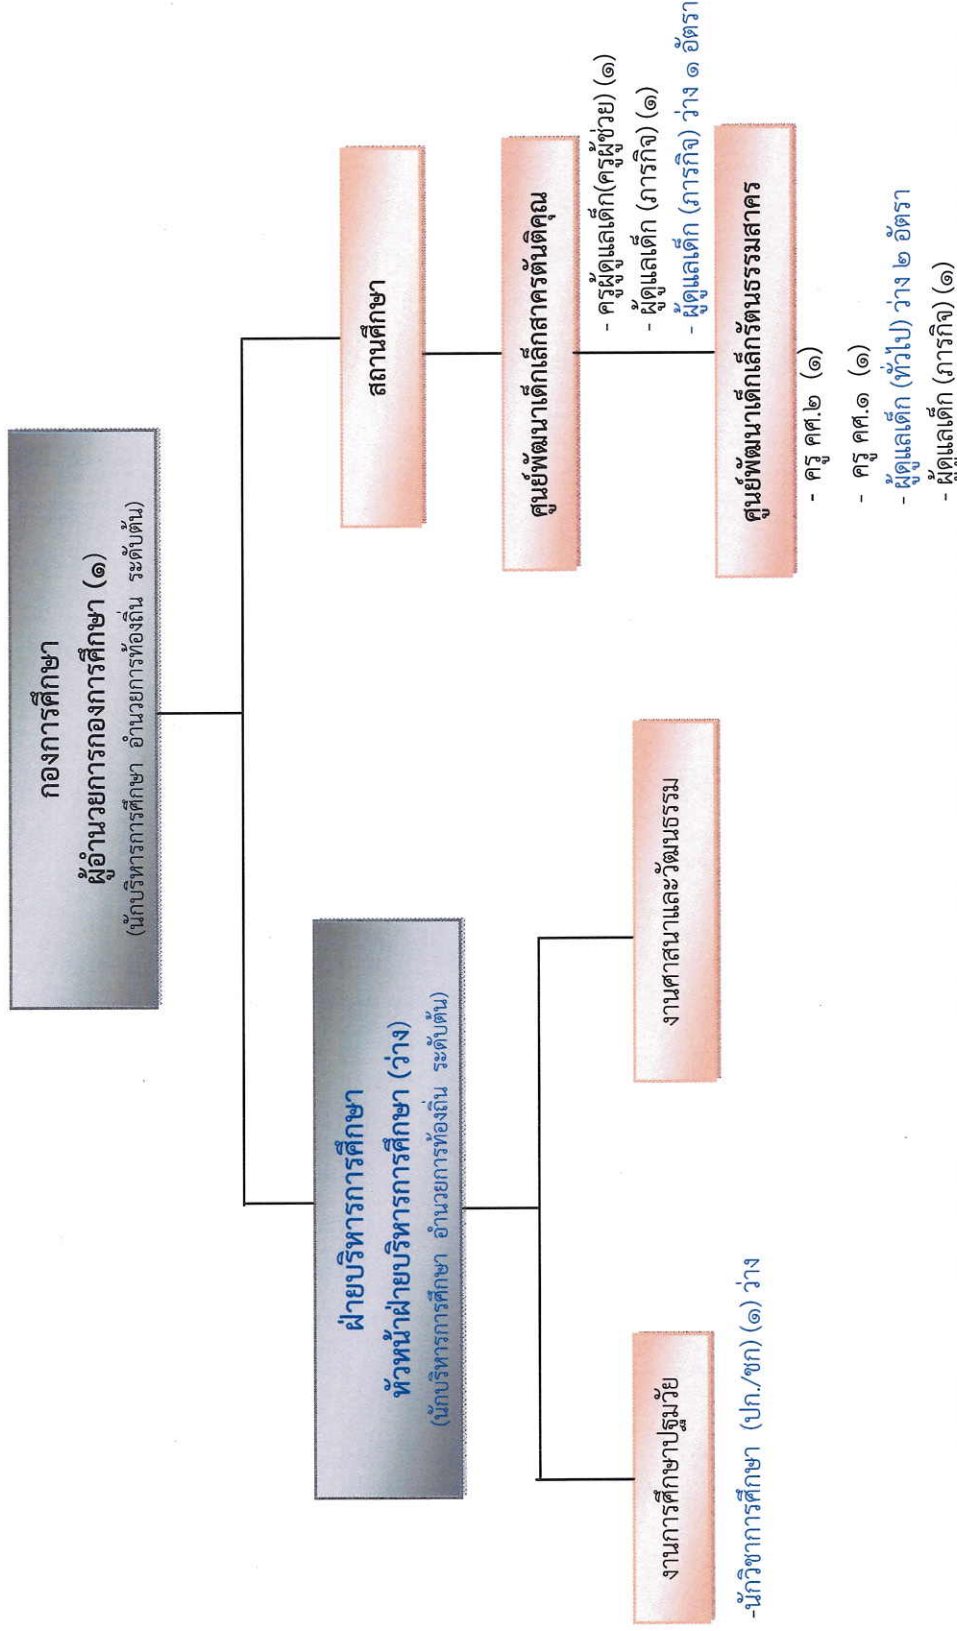 กองการศึกษา
ผู้อำนวยการกองการศึกษา (๑)
(นักบริหารการศึกษา อำนวยการท้องถิ่น ระดับต้น)
ฝ่ายบริหารการศึกษา
หัวหน้าฝ่ายบริหารการศึกษา (ว่าง)
(นักบริหารการศึกษา อำนวยการท้องถิ่น ระดับต้น)
งานการศึกษาปฐมวัย
-นักวิชาการศึกษา (ปก./ชก) (๑) ว่าง
งานศาสนาและวัฒนธรรม
สถานศึกษา
ศูนย์พัฒนาเด็กเล็กสาครตันติคุณ
- ครูผู้ดูแลเด็ก(ครูผู้ช่วย) (๑)
- ผู้ดูแลเด็ก (ภารกิจ) (๑)
- ผู้ดูแลเด็ก (ภารกิจ) ว่าง ๑ อัตรา
ศูนย์พัฒนาเด็กเล็กรัตนธรรมสาคร
- ครู คศ.๒ (๑)
- ครู คศ.๑ (๑)
- ผู้ดูแลเด็ก (ทั่วไป) ว่าง ๒ อัตรา
- ผู้ดูแลเด็ก (ภารกิจ) (๑)